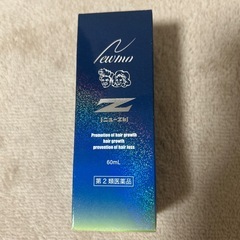 Newmo
Z
[ニューZ]
Promotion of hair growth
hair growth
prevention of hair loss
60mL
第2類医薬品